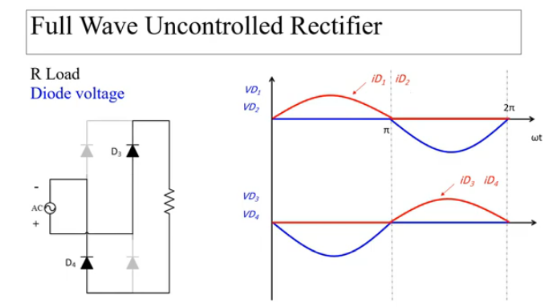 Full Wave Uncontrolled Rectifier
R Load
Diode voltage
D3
-
AC
+
D4
VD1
VD2
iD1 iD2
π
2π
ωt
VD3
VD4
iD3 iD4